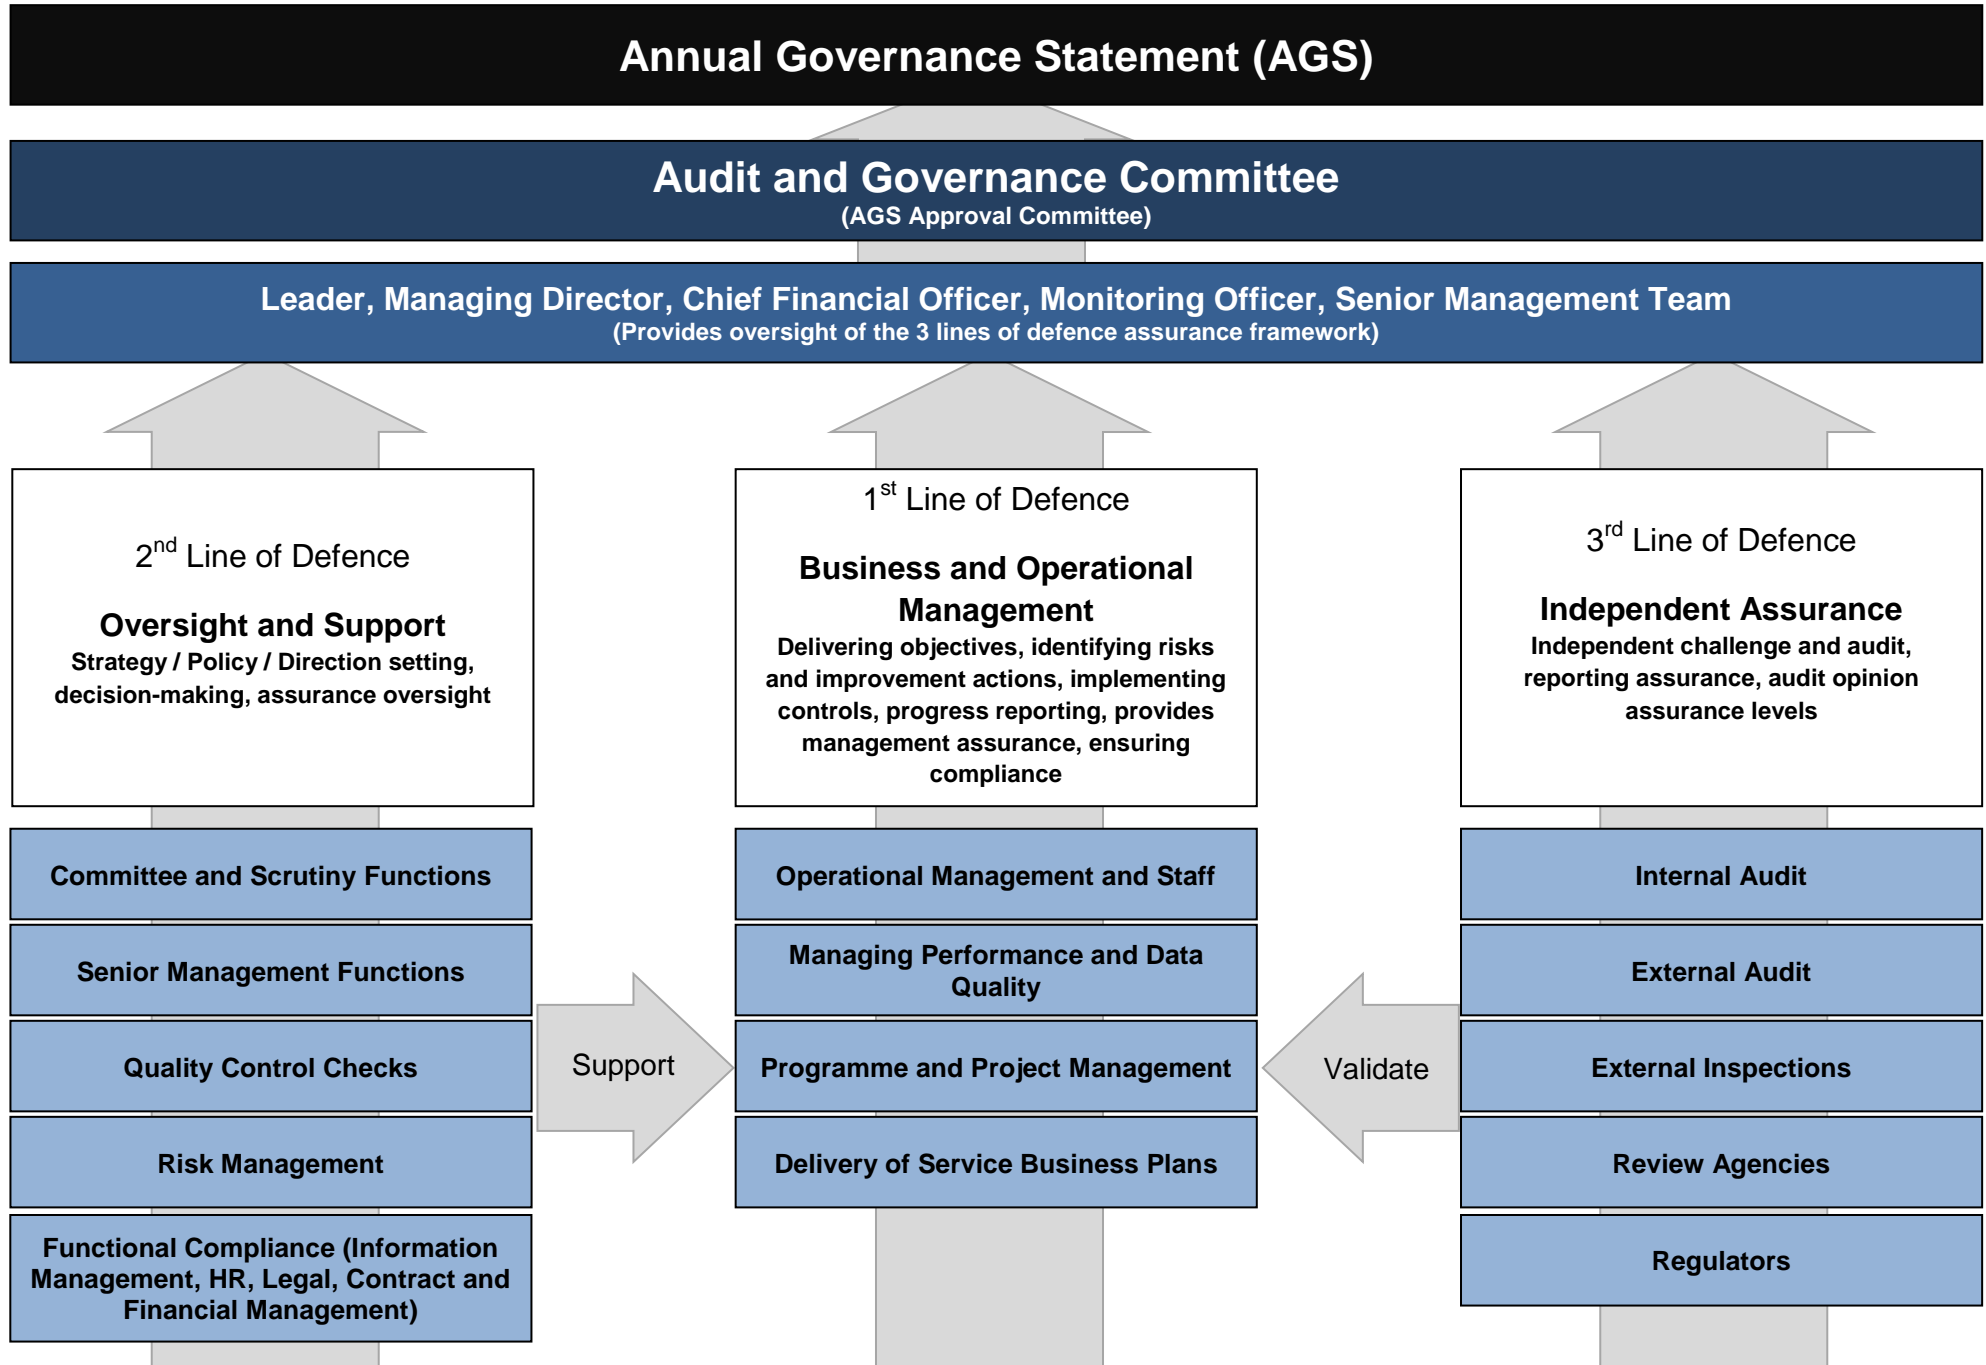 Annual Governance Statement (AGS)
Audit and Governance Committee
(AGS Approval Committee)
Leader, Managing Director, Chief Financial Officer, Monitoring Officer, Senior Management Team
(Provides oversight of the 3 lines of defence assurance framework)
2nd Line of Defence
Oversight and Support
Strategy / Policy / Direction setting,
decision-making, assurance oversight
Committee and Scrutiny Functions
Senior Management Functions
Quality Control Checks
Risk Management
Functional Compliance (Information
Management, HR, Legal, Contract and
Financial Management)
Support
1st Line of Defence
Business and Operational
Management
Delivering objectives, identifying risks
and improvement actions, implementing
controls, progress reporting, provides
management assurance, ensuring
compliance
Operational Management and Staff
Managing Performance and Data
Quality
Programme and Project Management
Delivery of Service Business Plans
Validate
3rd Line of Defence
Independent Assurance
Independent challenge and audit,
reporting assurance, audit opinion
assurance levels
Internal Audit
External Audit
External Inspections
Review Agencies
Regulators